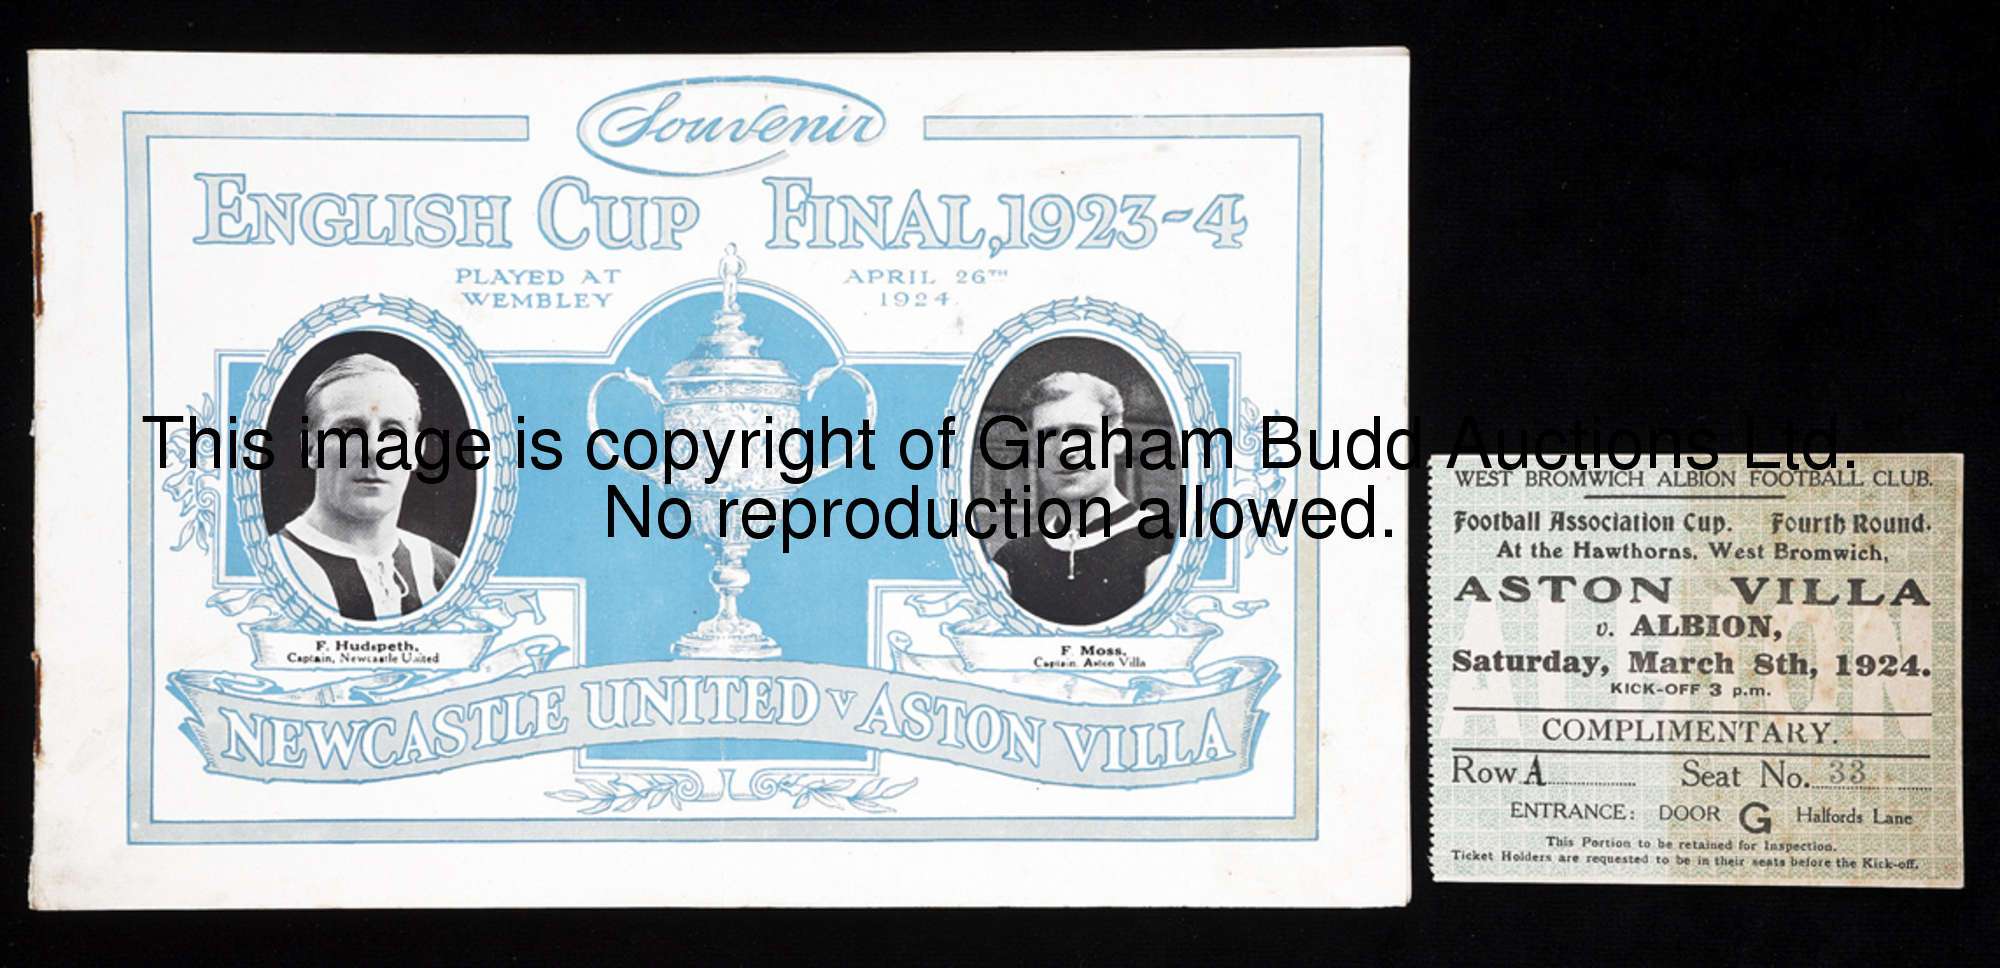 Souvenir
ENGLISH CUP FINAL, 1923-4
PLAYED AT WEMBLEY
APRIL 26TH 1924.
F. Hudspeth.
Captain, Newcastle United
F. Moss.
Captain. Aston Villa
NEWCASTLE UNITED v ASTON VILLA
This image is copyright of Graham Budd Auctions Ltd.
No reproduction allowed.
WEST BROMWICH ALBION FOOTBALL CLUB.
Football Association Cup. Fourth Round.
At the Hawthorns, West Bromwich,
ASTON VILLA
v. ALBION,
Saturday, March 8th, 1924.
KICK-OFF 3 p.m.
COMPLIMENTARY.
Row A Seat No. 33
ENTRANCE: DOOR G Halfords Lane
This Portion to be retained for Inspection.
Ticket Holders are requested to be in their seats before the Kick-off.